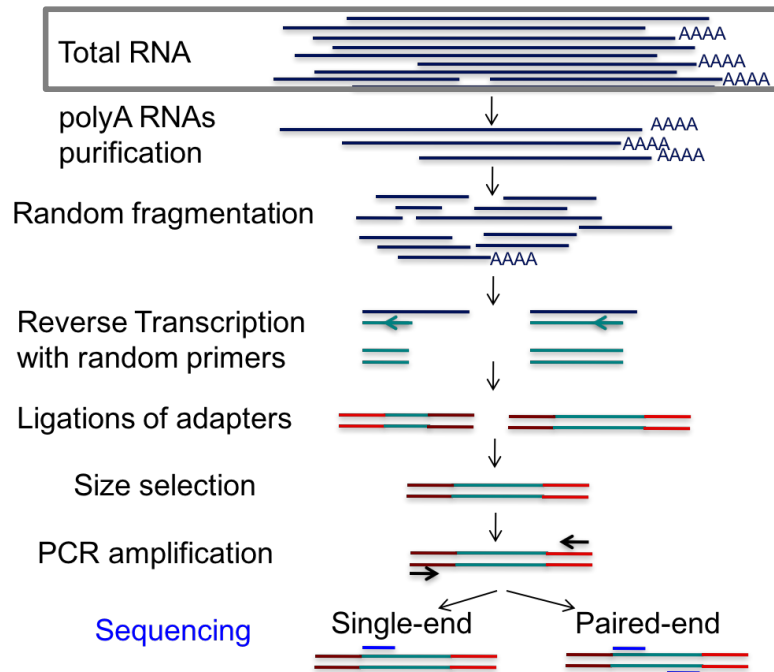 Total RNA
AAAA
AAAA
AAAA
polyA RNAs
purification
AAAA
AAAA
AAAA
Random fragmentation
AAAA
Reverse Transcription
with random primers
Ligations of adapters
Size selection
PCR amplification
Sequencing
Single-end
Paired-end